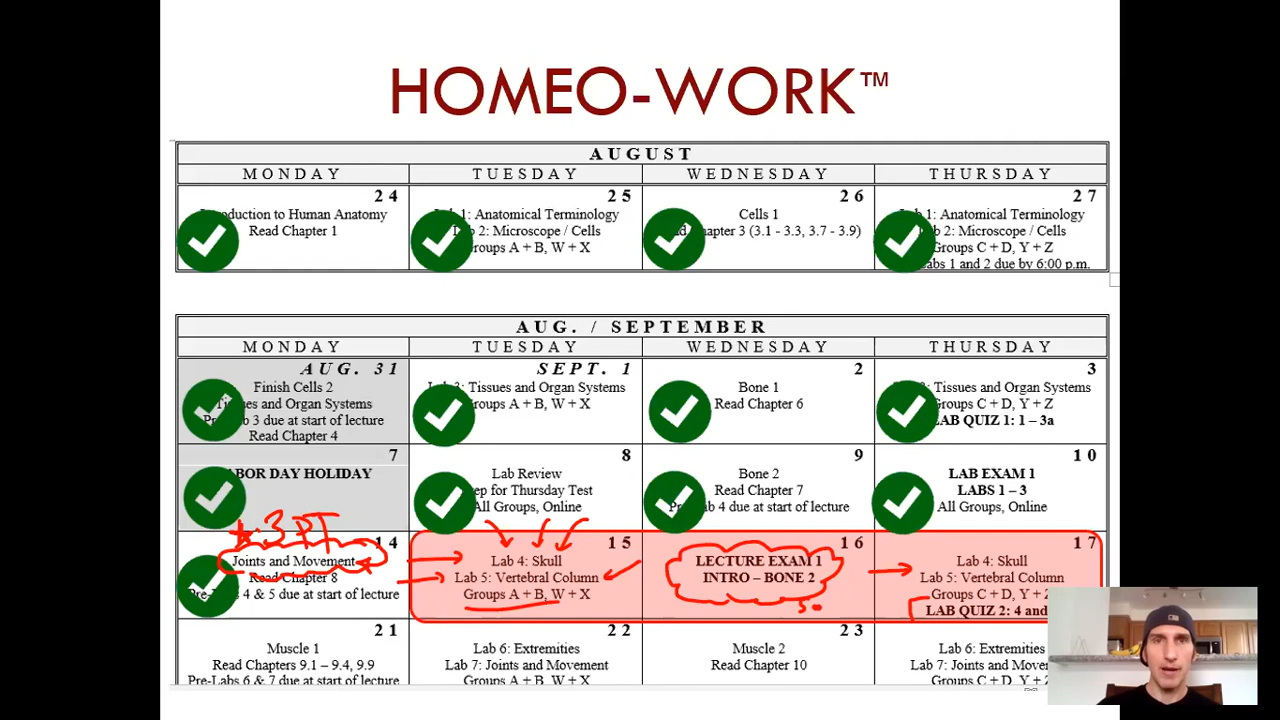 HOMEO-WORK™
AUGUST
MONDAY TUESDAY WEDNESDAY THURSDAY
24 25 26 27
to Human Anatomy
Read Chapter 1
1: Anatomical Terminology
2: Microscope / Cells
Groups A + B, W + X
Cells 1
Chapter 3 (3.1 - 3.3, 3.7 - 3.9)
1: Anatomical Terminology
2: Microscope / Cells
Groups C + D, Y + Z
Labs 1 and 2 due by 6:00 p.m.
AUG. / SEPTEMBER
MONDAY TUESDAY WEDNESDAY THURSDAY
AUG. 31 SEPT. 1 2 3
Finish Cells 2
Tissues and Organ Systems
Pre-Lab 3 due at start of lecture
Read Chapter 4
Tissues and Organ Systems
Groups A + B, W + X
Bone 1
Read Chapter 6
Tissues and Organ Systems
Groups C + D, Y + Z
LAB QUIZ 1: 1 – 3a
7 8 9 10
LABOR DAY HOLIDAY
Lab Review
Prep for Thursday Test
All Groups, Online
Bone 2
Read Chapter 7
Pre-Lab 4 due at start of lecture
LAB EXAM 1
LABS 1 – 3
All Groups, Online
3 PT
14 15 16 17
Joints and Movement
Read Chapter 8
Pre-Labs 4 & 5 due at start of lecture
Lab 4: Skull
Lab 5: Vertebral Column
Groups A + B, W + X
LECTURE EXAM 1
INTRO – BONE 2
50
Lab 4: Skull
Lab 5: Vertebral Column
Groups C + D, Y + Z
LAB QUIZ 2: 4 and
21 22 23
Muscle 1
Read Chapters 9.1 – 9.4, 9.9
Pre-Labs 6 & 7 due at start of lecture
Lab 6: Extremities
Lab 7: Joints and Movement
Groups A + B, W + X
Muscle 2
Read Chapter 10
Lab 6: Extremities
Lab 7: Joints and
Groups C + D, Y